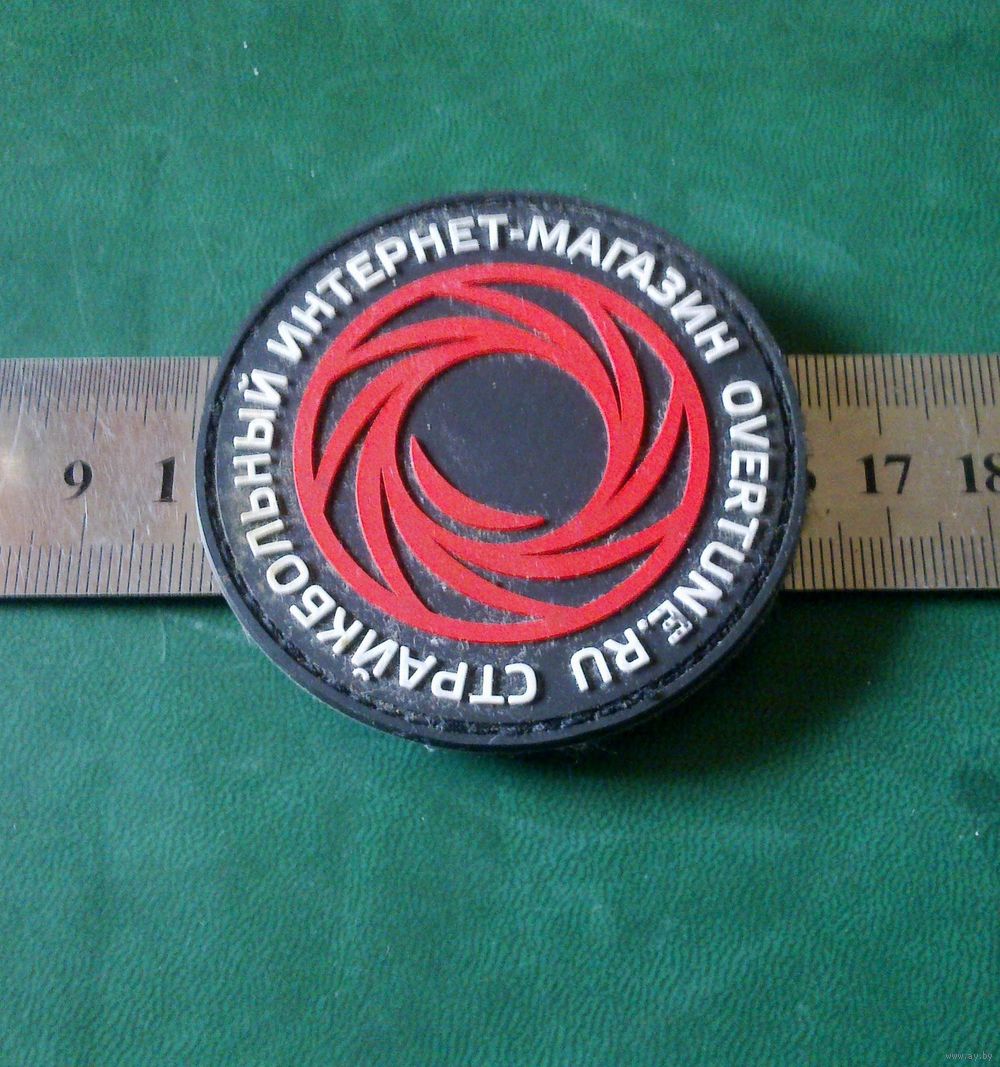 СТРАЙКБОЛЬНЫЙ ИНТЕРНЕТ-МАГАЗИН OVERTUNE.RU
9 1 17 18
www.ay.by